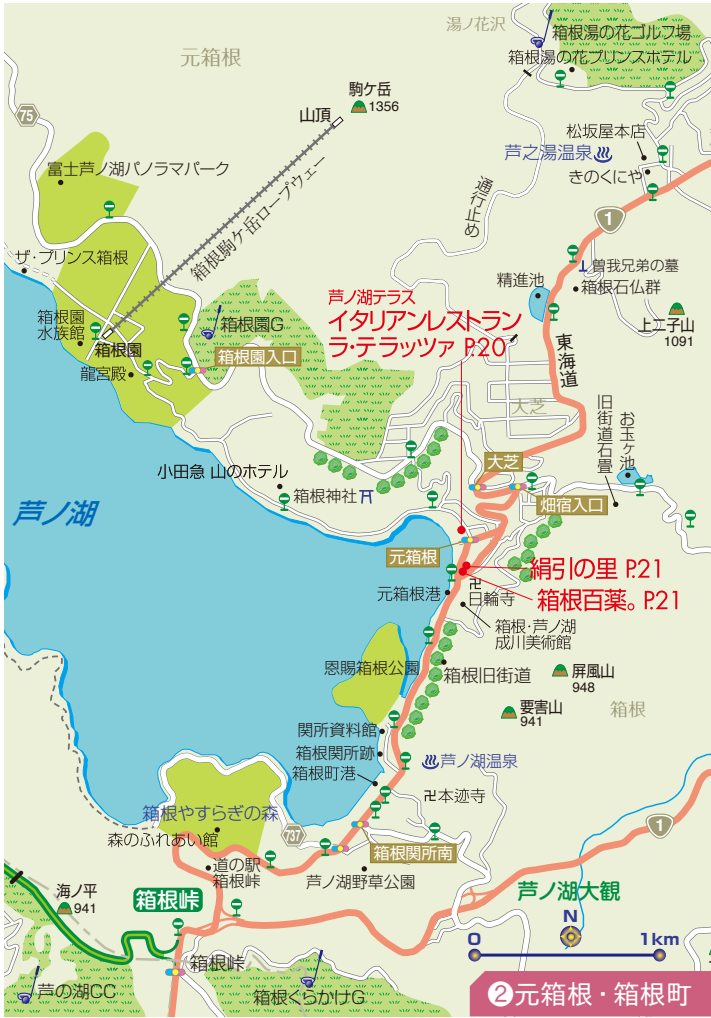 湯ノ花沢
箱根湯の花ゴルフ場
箱根湯の花プリンスホテル
元箱根
駒ケ岳
1356
山頂
75
松坂屋本店
芦之湯温泉
きのくにや
富士芦ノ湖パノラマパーク
箱根駒ケ岳ロープウェー
通行止め
1
ザ・プリンス箱根
曽我兄弟の墓
箱根石仏群
精進池
芦ノ湖テラス
イタリアンレストラン
ラ・テラッツァ P.20
箱根園
水族館
箱根園
箱根園G
箱根園入口
龍宮殿
上二子山
1091
東海道
大芝
旧街道石畳
お玉ヶ池
小田急 山のホテル
箱根神社
大芝
畑宿入口
芦ノ湖
元箱根
絹引の里 P.21
箱根百薬。P.21
元箱根港
卍
日輪寺
箱根・芦ノ湖
成川美術館
恩賜箱根公園
箱根旧街道
屏風山
948
要害山
941
箱根
関所資料館
箱根関所跡
箱根町港
芦ノ湖温泉
卍本迹寺
箱根やすらぎの森
森のふれあい館
737
1
箱根関所南
道の駅
箱根峠
芦ノ湖野草公園
海ノ平
941
箱根峠
芦ノ湖大観
N
0
1km
箱根峠
芦の湖CC
箱根くらかけG
❷元箱根・箱根町